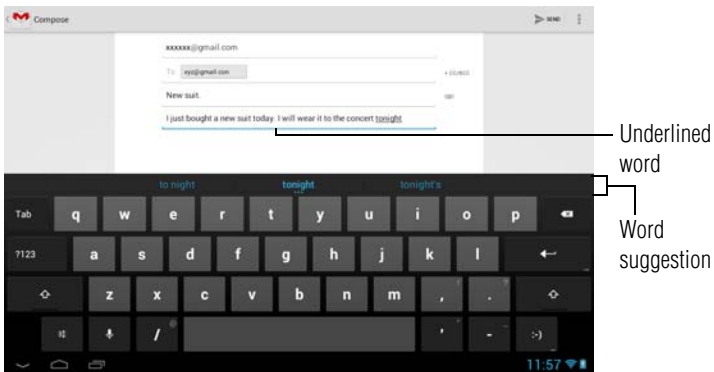 Compose
SEND
xxxxxx@gmail.com
To xyz@gmail.com
+ CC/BCC
New suit.
I just bought a new suit today. I will wear it to the concert tonight
Underlined
word
to night tonight tonight's
Word
suggestion
Tab q w e r t y u i o p
?123 a s d f g h j k l
z x c v b n m , ! . ?
/ @ ' " - _ :-)
11:57